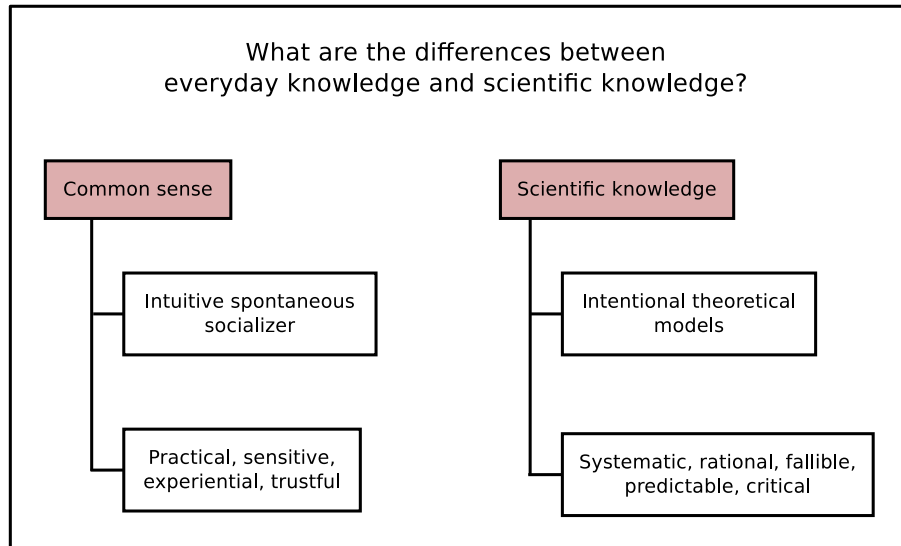 What are the differences between
everyday knowledge and scientific knowledge?
Common sense
Scientific knowledge
Intuitive spontaneous
socializer
Intentional theoretical
models
Practical, sensitive,
experiential, trustful
Systematic, rational, fallible,
predictable, critical